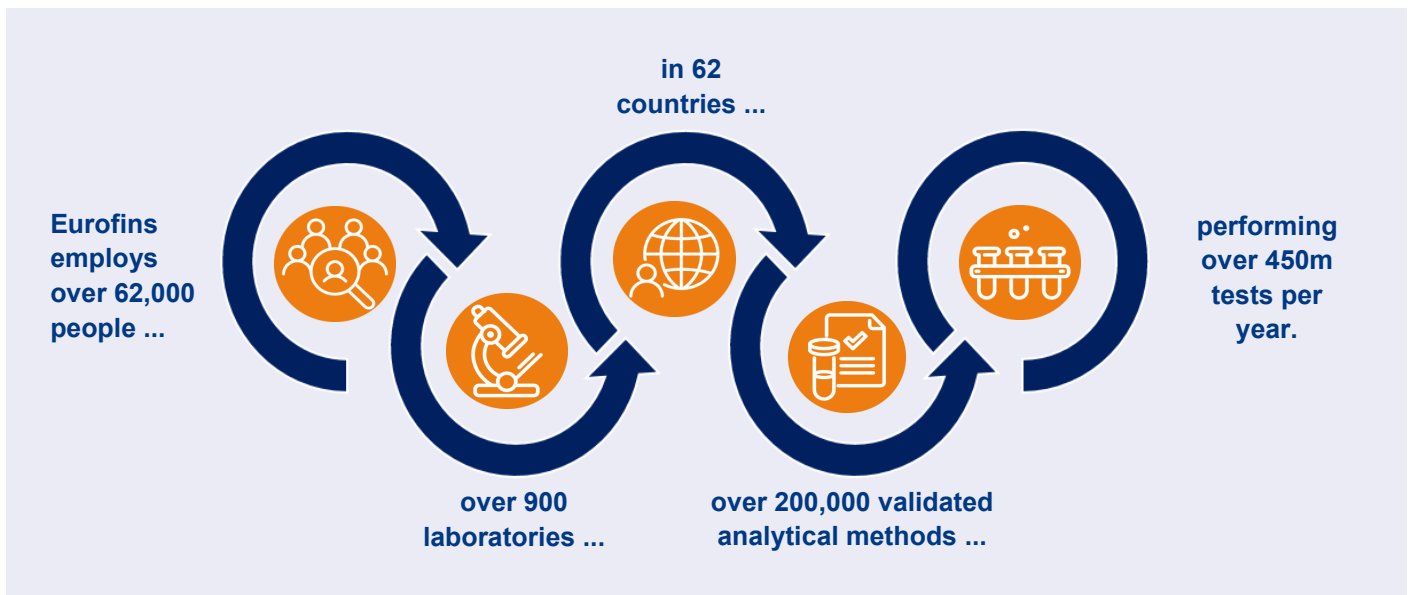 Eurofins
employs
over 62,000
people ...
over 900
laboratories ...
in 62
countries ...
over 200,000 validated
analytical methods ...
performing
over 450m
tests per
year.